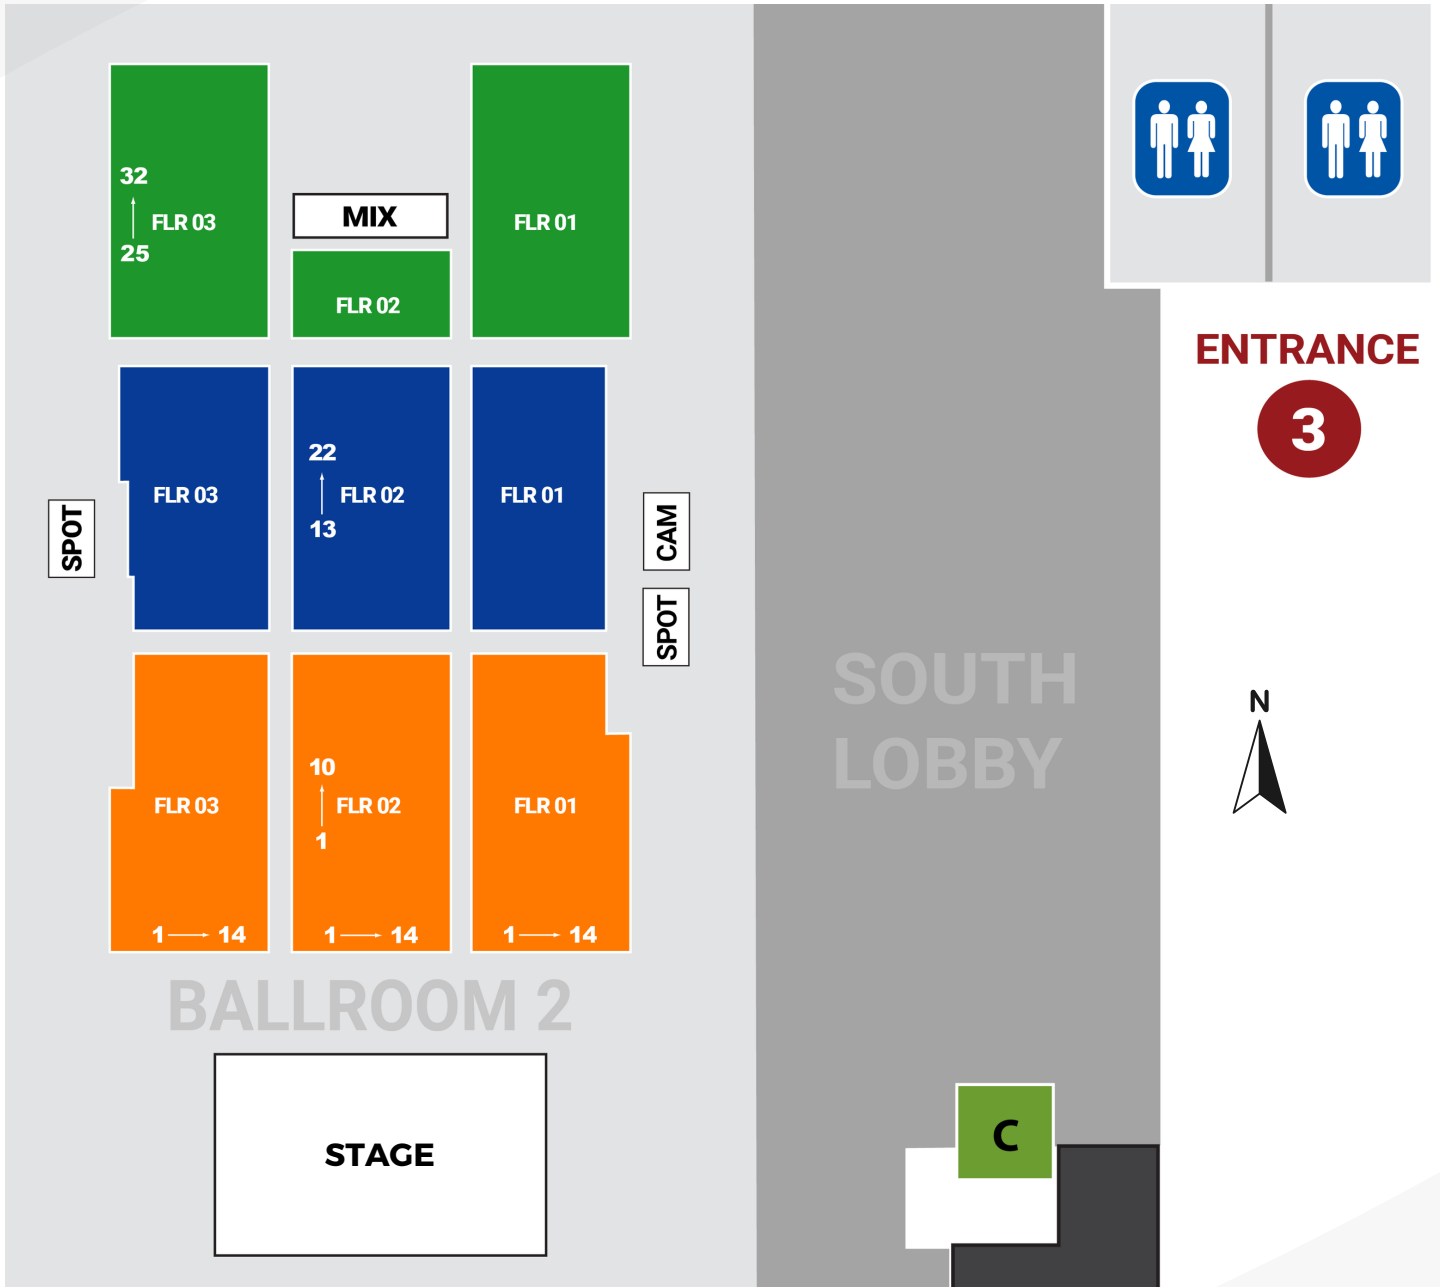 32
FLR 03
25
MIX
FLR 01
FLR 02
ENTRANCE
3
22
FLR 03
FLR 02
FLR 01
13
SPOT
CAM
SPOT
SOUTH
LOBBY
N
10
FLR 03
FLR 02
FLR 01
1
1 → 14
1 → 14
1 → 14
BALLROOM 2
STAGE
C